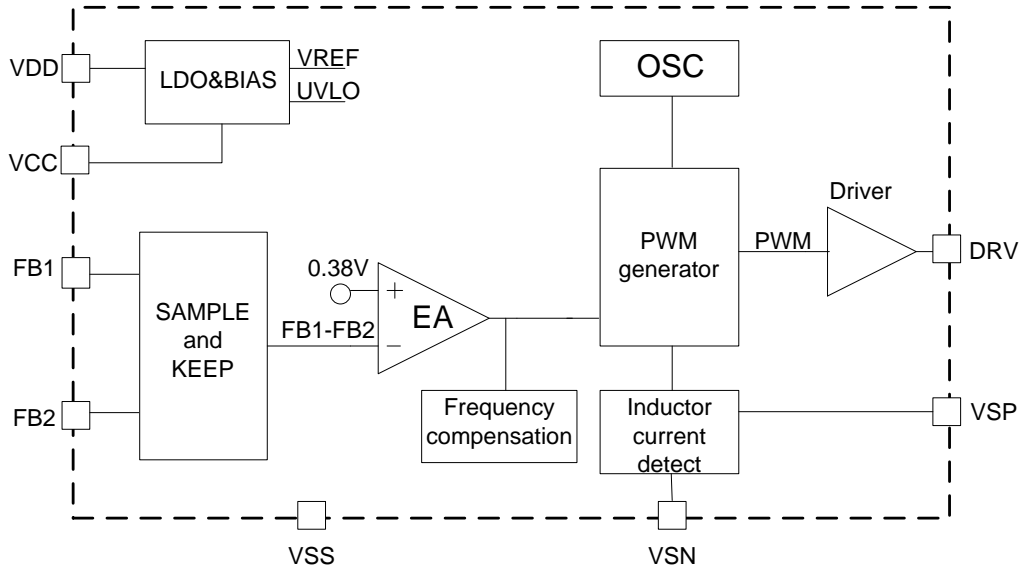 VDD
LDO&BIAS
VREF
UVLO
OSC
VCC
Driver
FB1
SAMPLE
and
KEEP
0.38V
+
EA
FB1-FB2
−
PWM
generator
PWM
DRV
FB2
Frequency
compensation
Inductor
current
detect
VSP
VSS
VSN